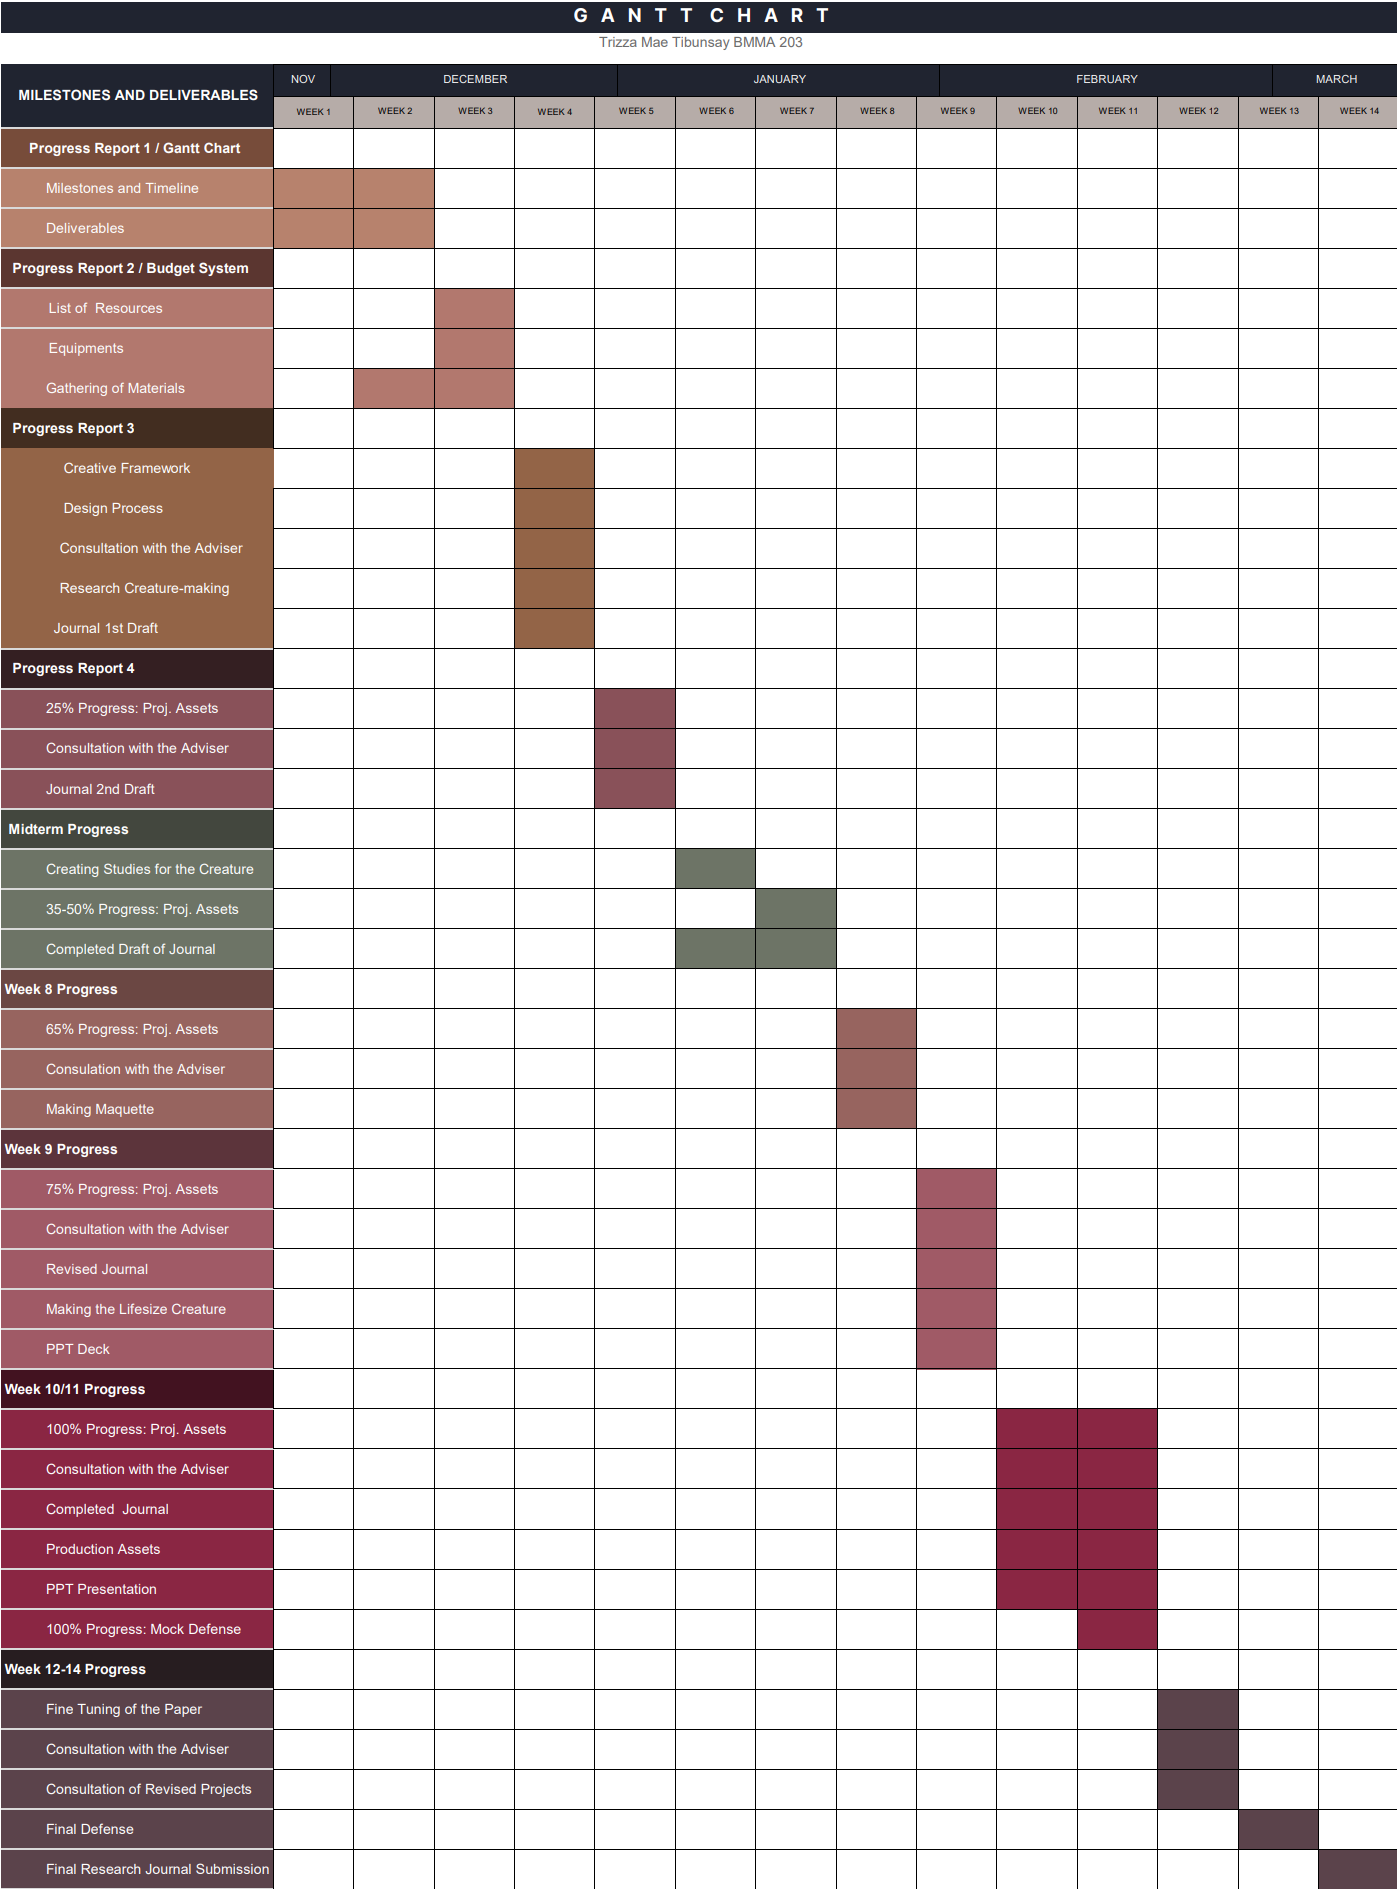 G A N T T C H A R T
Trizza Mae Tibunsay BMMA 203
MILESTONES AND DELIVERABLES
NOV DECEMBER JANUARY FEBRUARY MARCH
WEEK 1 WEEK 2 WEEK 3 WEEK 4 WEEK 5 WEEK 6 WEEK 7 WEEK 8 WEEK 9 WEEK 10 WEEK 11 WEEK 12 WEEK 13 WEEK 14
Progress Report 1 / Gantt Chart
Milestones and Timeline
Deliverables
Progress Report 2 / Budget System
List of  Resources
Equipments
Gathering of Materials
Progress Report 3
Creative Framework
Design Process
Consultation with the Adviser
Research Creature-making
Journal 1st Draft
Progress Report 4
25% Progress: Proj. Assets
Consultation with the Adviser
Journal 2nd Draft
Midterm Progress
Creating Studies for the Creature
35-50% Progress: Proj. Assets
Completed Draft of Journal
Week 8 Progress
65% Progress: Proj. Assets
Consulation with the Adviser
Making Maquette
Week 9 Progress
75% Progress: Proj. Assets
Consultation with the Adviser
Revised Journal
Making the Lifesize Creature
PPT Deck
Week 10/11 Progress
100% Progress: Proj. Assets
Consultation with the Adviser
Completed  Journal
Production Assets
PPT Presentation
100% Progress: Mock Defense
Week 12-14 Progress
Fine Tuning of the Paper
Consultation with the Adviser
Consultation of Revised Projects
Final Defense
Final Research Journal Submission